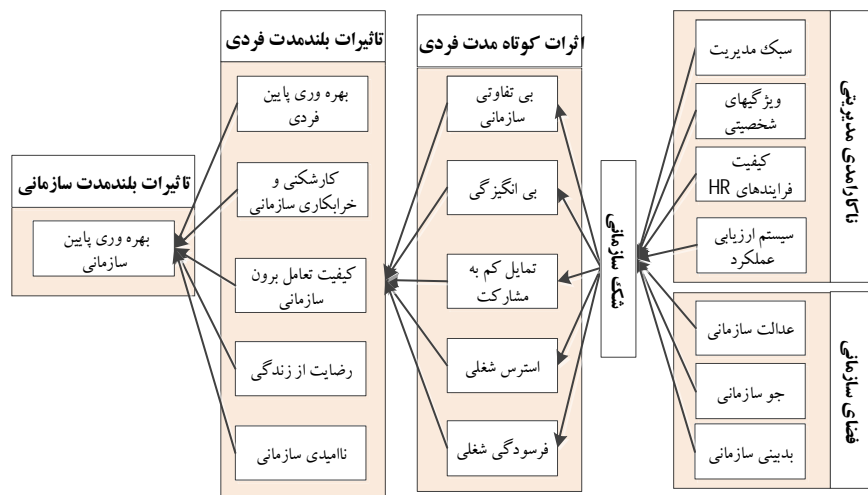 ناکارامدی مدیریتی
سبک مدیریت
ویژگیهای
شخصیتی
کیفیت
فرایندهای HR
سیستم ارزیابی
عملکرد
فضای سازمانی
عدالت سازمانی
جو سازمانی
بدبینی سازمانی
شک سازمانی
اثرات کوتاه مدت فردی
بی تفاوتی
سازمانی
بی انگیزگی
تمایل کم به
مشارکت
استرس شغلی
فرسودگی شغلی
تاثیرات بلندمدت فردی
بهره وری پایین
فردی
کارشکنی و
خرابکاری سازمانی
کیفیت تعامل برون
سازمانی
رضایت از زندگی
ناامیدی سازمانی
تاثیرات بلندمدت سازمانی
بهره وری پایین
سازمانی